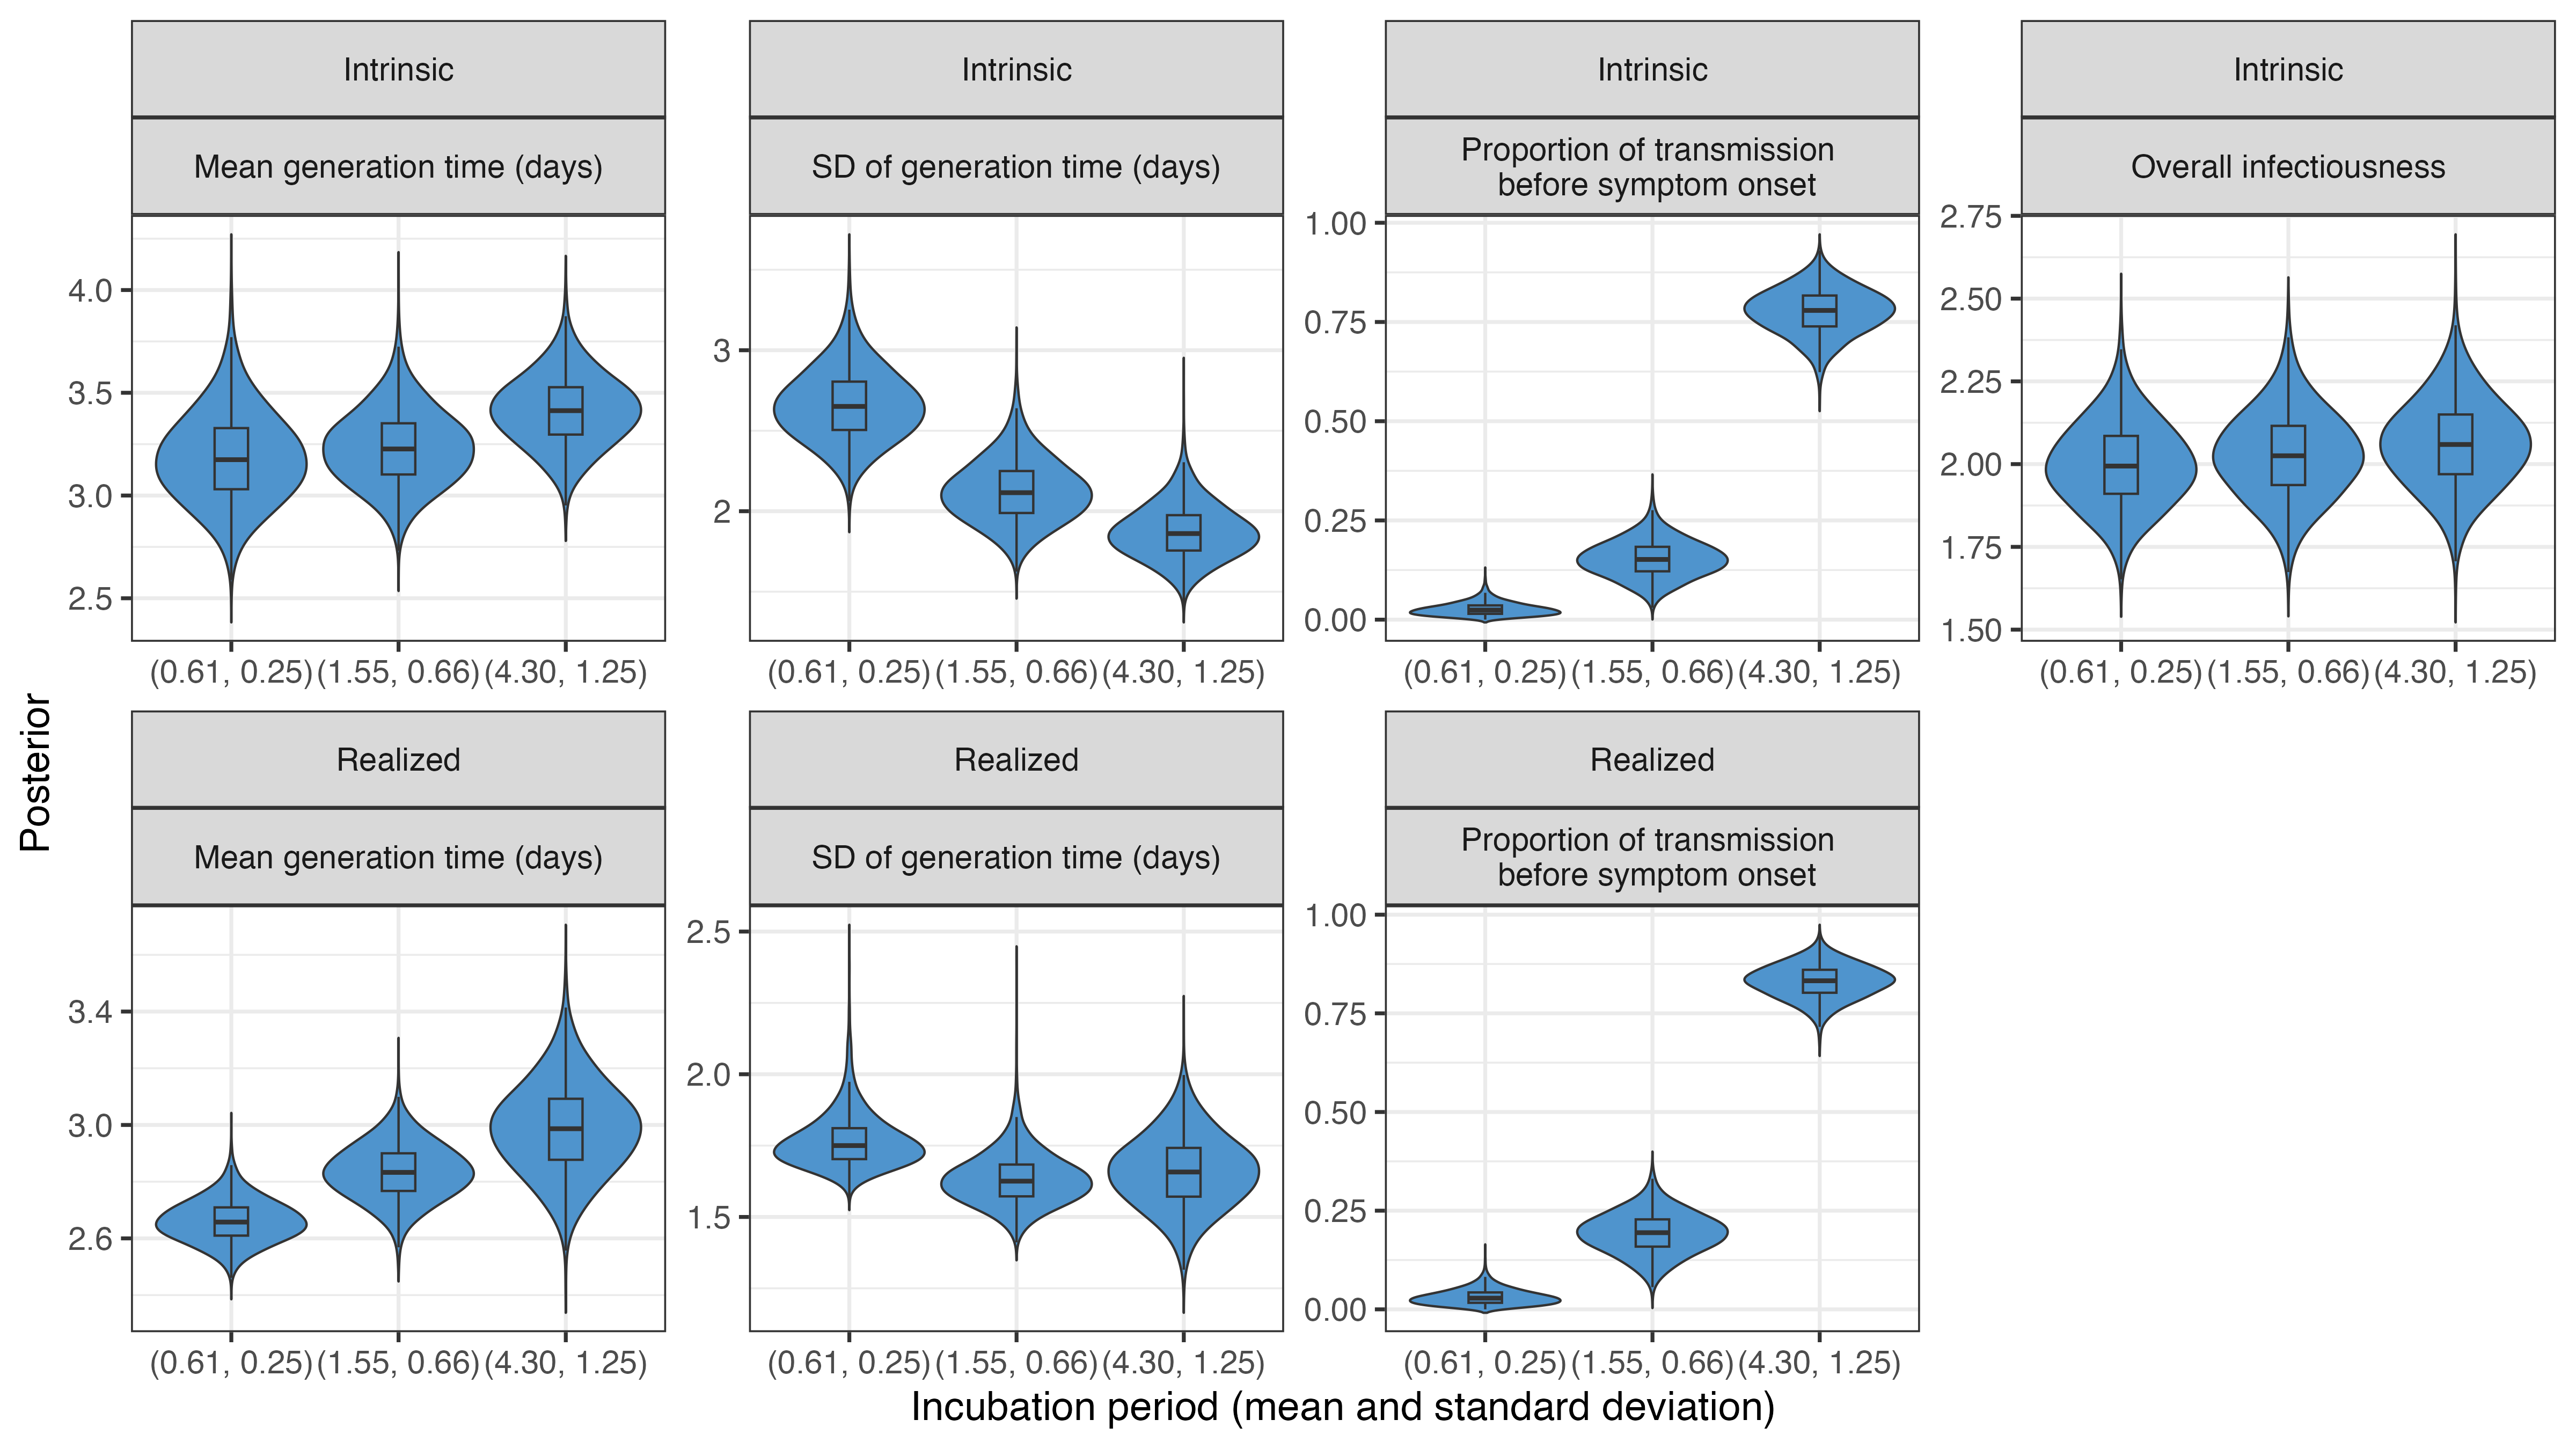 Intrinsic
Mean generation time (days)
4.0
3.5
3.0
2.5
(0.61, 0.25)
(1.55, 0.66)
(4.30, 1.25)
Intrinsic
SD of generation time (days)
3
2
(0.61, 0.25)
(1.55, 0.66)
(4.30, 1.25)
Intrinsic
Proportion of transmission
before symptom onset
1.00
0.75
0.50
0.25
0.00
(0.61, 0.25)
(1.55, 0.66)
(4.30, 1.25)
Intrinsic
Overall infectiousness
2.75
2.50
2.25
2.00
1.75
1.50
(0.61, 0.25)
(1.55, 0.66)
(4.30, 1.25)
Posterior
Realized
Mean generation time (days)
3.4
3.0
2.6
(0.61, 0.25)
(1.55, 0.66)
(4.30, 1.25)
Realized
SD of generation time (days)
2.5
2.0
1.5
(0.61, 0.25)
(1.55, 0.66)
(4.30, 1.25)
Realized
Proportion of transmission
before symptom onset
1.00
0.75
0.50
0.25
0.00
(0.61, 0.25)
(1.55, 0.66)
(4.30, 1.25)
Incubation period (mean and standard deviation)